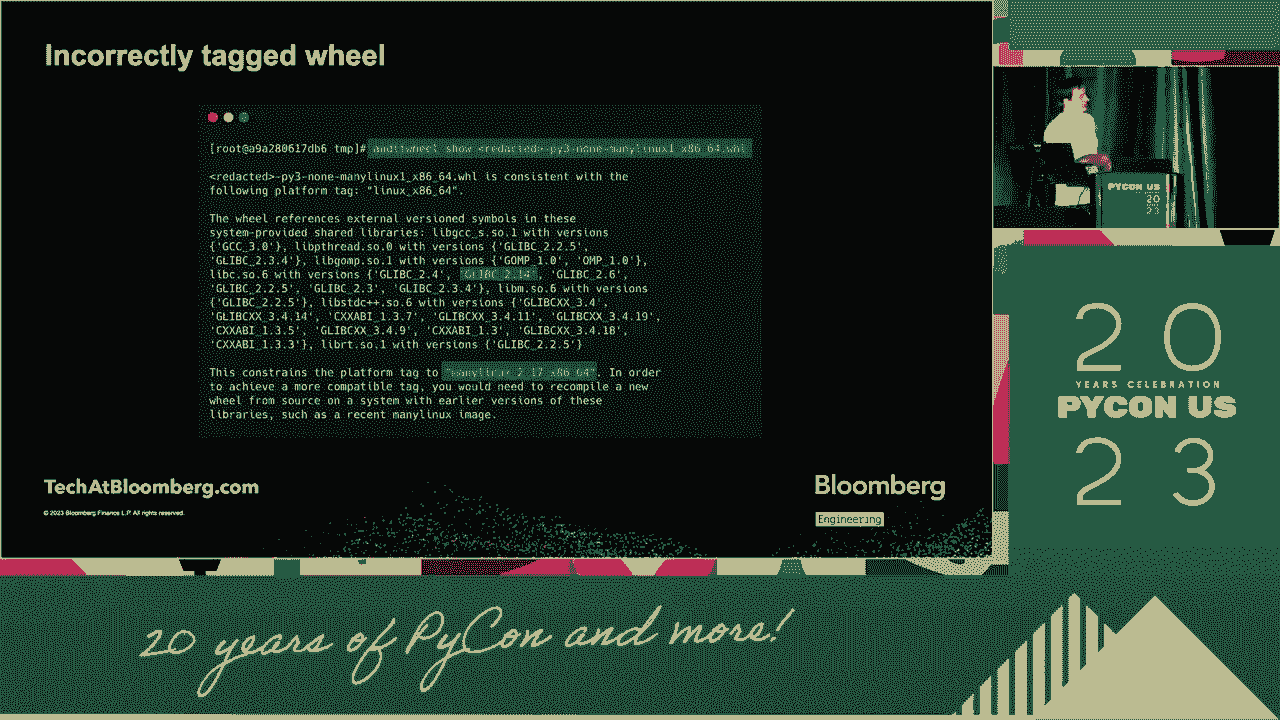 Incorrectly tagged wheel
[root@a9a280617db6 tmp]# auditwheel show <redacted>-py3-none-manylinux1_x86_64.whl
<redacted>-py3-none-manylinux1_x86_64.whl is consistent with the
following platform tag: "linux_x86_64".
The wheel references external versioned symbols in these
system-provided shared libraries: libgcc_s.so.1 with versions
{'GCC_3.0'}, libpthread.so.0 with versions {'GLIBC_2.2.5',
'GLIBC_2.3.4'}, libgomp.so.1 with versions {'GOMP_1.0', 'OMP_1.0'},
libc.so.6 with versions {'GLIBC_2.4', 'GLIBC_2.14', 'GLIBC_2.6',
'GLIBC_2.2.5', 'GLIBC_2.3', 'GLIBC_2.3.4'}, libm.so.6 with versions
{'GLIBC_2.2.5'}, libstdc++.so.6 with versions {'GLIBCXX_3.4',
'GLIBCXX_3.4.14', 'CXXABI_1.3.7', 'GLIBCXX_3.4.11', 'GLIBCXX_3.4.19',
'CXXABI_1.3.5', 'GLIBCXX_3.4.9', 'CXXABI_1.3', 'GLIBCXX_3.4.18',
'CXXABI_1.3.3'}, librt.so.1 with versions {'GLIBC_2.2.5'}
This constrains the platform tag to "manylinux_2_17_x86_64". In order
to achieve a more compatible tag, you would need to recompile a new
wheel from source on a system with earlier versions of these
libraries, such as a recent manylinux image.
TechAtBloomberg.com
© 2023 Bloomberg Finance L.P. All rights reserved.
Bloomberg
Engineering
PYCON US
20
23
20
YEARS CELEBRATION
PYCON US
23
20 years of PyCon and more!